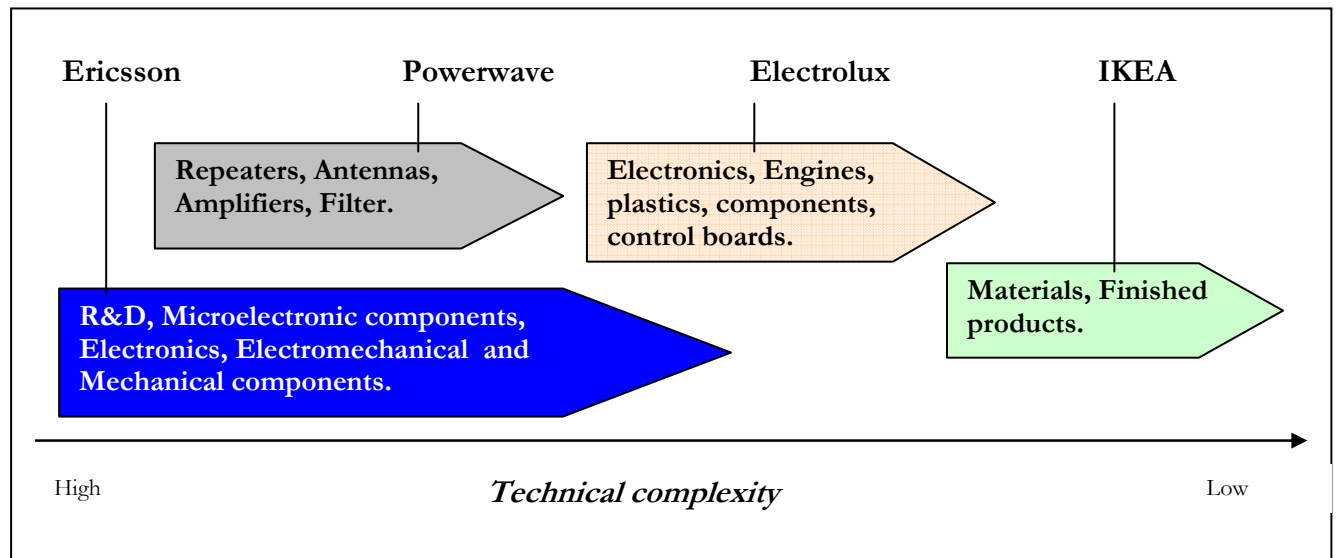 Ericsson Powerwave Electrolux IKEA
Repeaters, Antennas,
Amplifiers, Filter.
Electronics, Engines,
plastics, components,
control boards.
Materials, Finished
products.
R&D, Microelectronic components,
Electronics, Electromechanical and
Mechanical components.
High Technical complexity Low